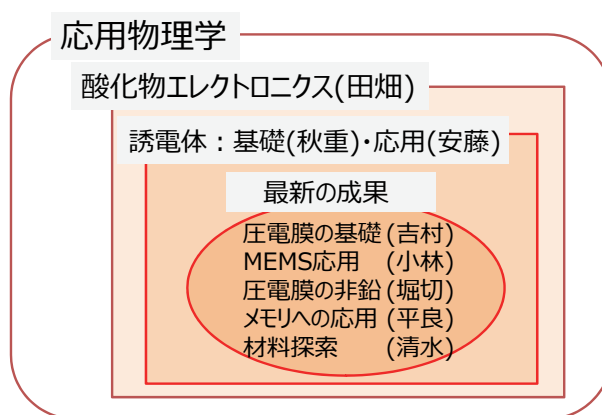 応用物理学
酸化物エレクトロニクス(田畑)
誘電体：基礎(秋重)・応用(安藤)
最新の成果
圧電膜の基礎(吉村)
MEMS応用 (小林)
圧電膜の非鉛(堀切)
メモリへの応用(平良)
材料探索 (清水)